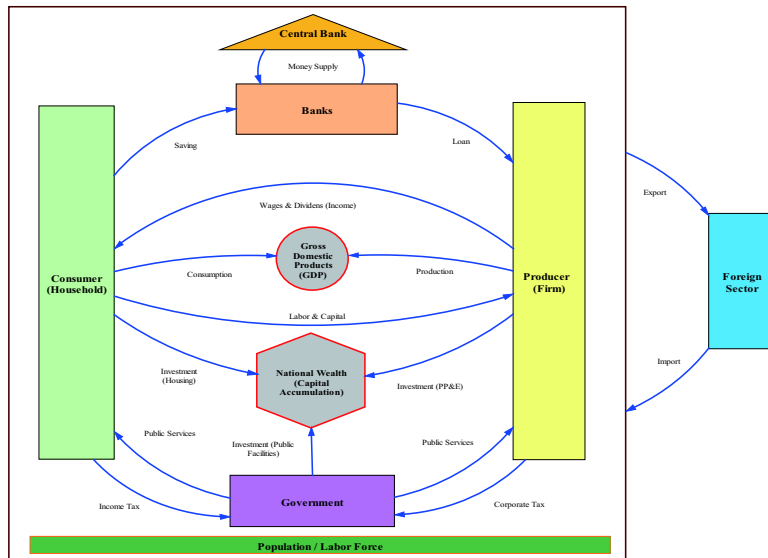 Central Bank
Money Supply
Banks
Saving
Loan
Wages & Dividens (Income)
Gross
Domestic
Products
(GDP)
Consumer
(Household)
Consumption
Production
Producer
(Firm)
Export
Foreign
Sector
Labor & Capital
National Wealth
(Capital
Accumulation)
Investment
(Housing)
Investment (PP&E)
Import
Public Services
Investment (Public
Facilities)
Public Services
Income Tax
Government
Corporate Tax
Population / Labor Force